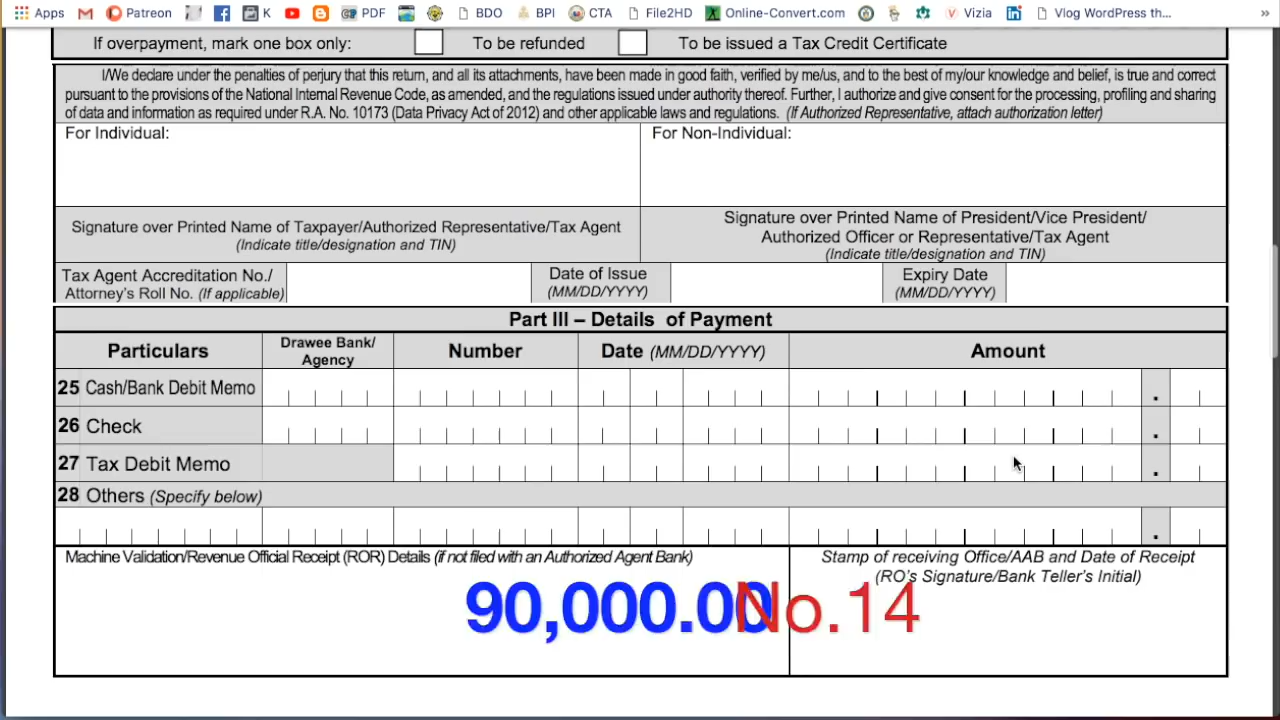 Apps Patreon K PDF BDO BPI CTA File2HD Online-Convert.com Vizia Vlog WordPress th... »
If overpayment, mark one box only: To be refunded To be issued a Tax Credit Certificate
I/We declare under the penalties of perjury that this return, and all its attachments, have been made in good faith, verified by me/us, and to the best of my/our knowledge and belief, is true and correct
pursuant to the provisions of the National Internal Revenue Code, as amended, and the regulations issued under authority thereof. Further, I authorize and give consent for the processing, profiling and sharing
of data and information as required under R.A. No. 10173 (Data Privacy Act of 2012) and other applicable laws and regulations. (If Authorized Representative, attach authorization letter)
For Individual: For Non-Individual:
Signature over Printed Name of Taxpayer/Authorized Representative/Tax Agent
(Indicate title/designation and TIN)
Signature over Printed Name of President/Vice President/
Authorized Officer or Representative/Tax Agent
(Indicate title/designation and TIN)
Tax Agent Accreditation No./
Attorney's Roll No. (If applicable)
Date of Issue
(MM/DD/YYYY)
Expiry Date
(MM/DD/YYYY)
Part III – Details of Payment
Particulars Drawee Bank/
Agency Number Date (MM/DD/YYYY) Amount
25 Cash/Bank Debit Memo .
26 Check .
27 Tax Debit Memo .
28 Others (Specify below)
.
Machine Validation/Revenue Official Receipt (ROR) Details (if not filed with an Authorized Agent Bank)
Stamp of receiving Office/AAB and Date of Receipt
(RO's Signature/Bank Teller's Initial)
90,000.00 No.14